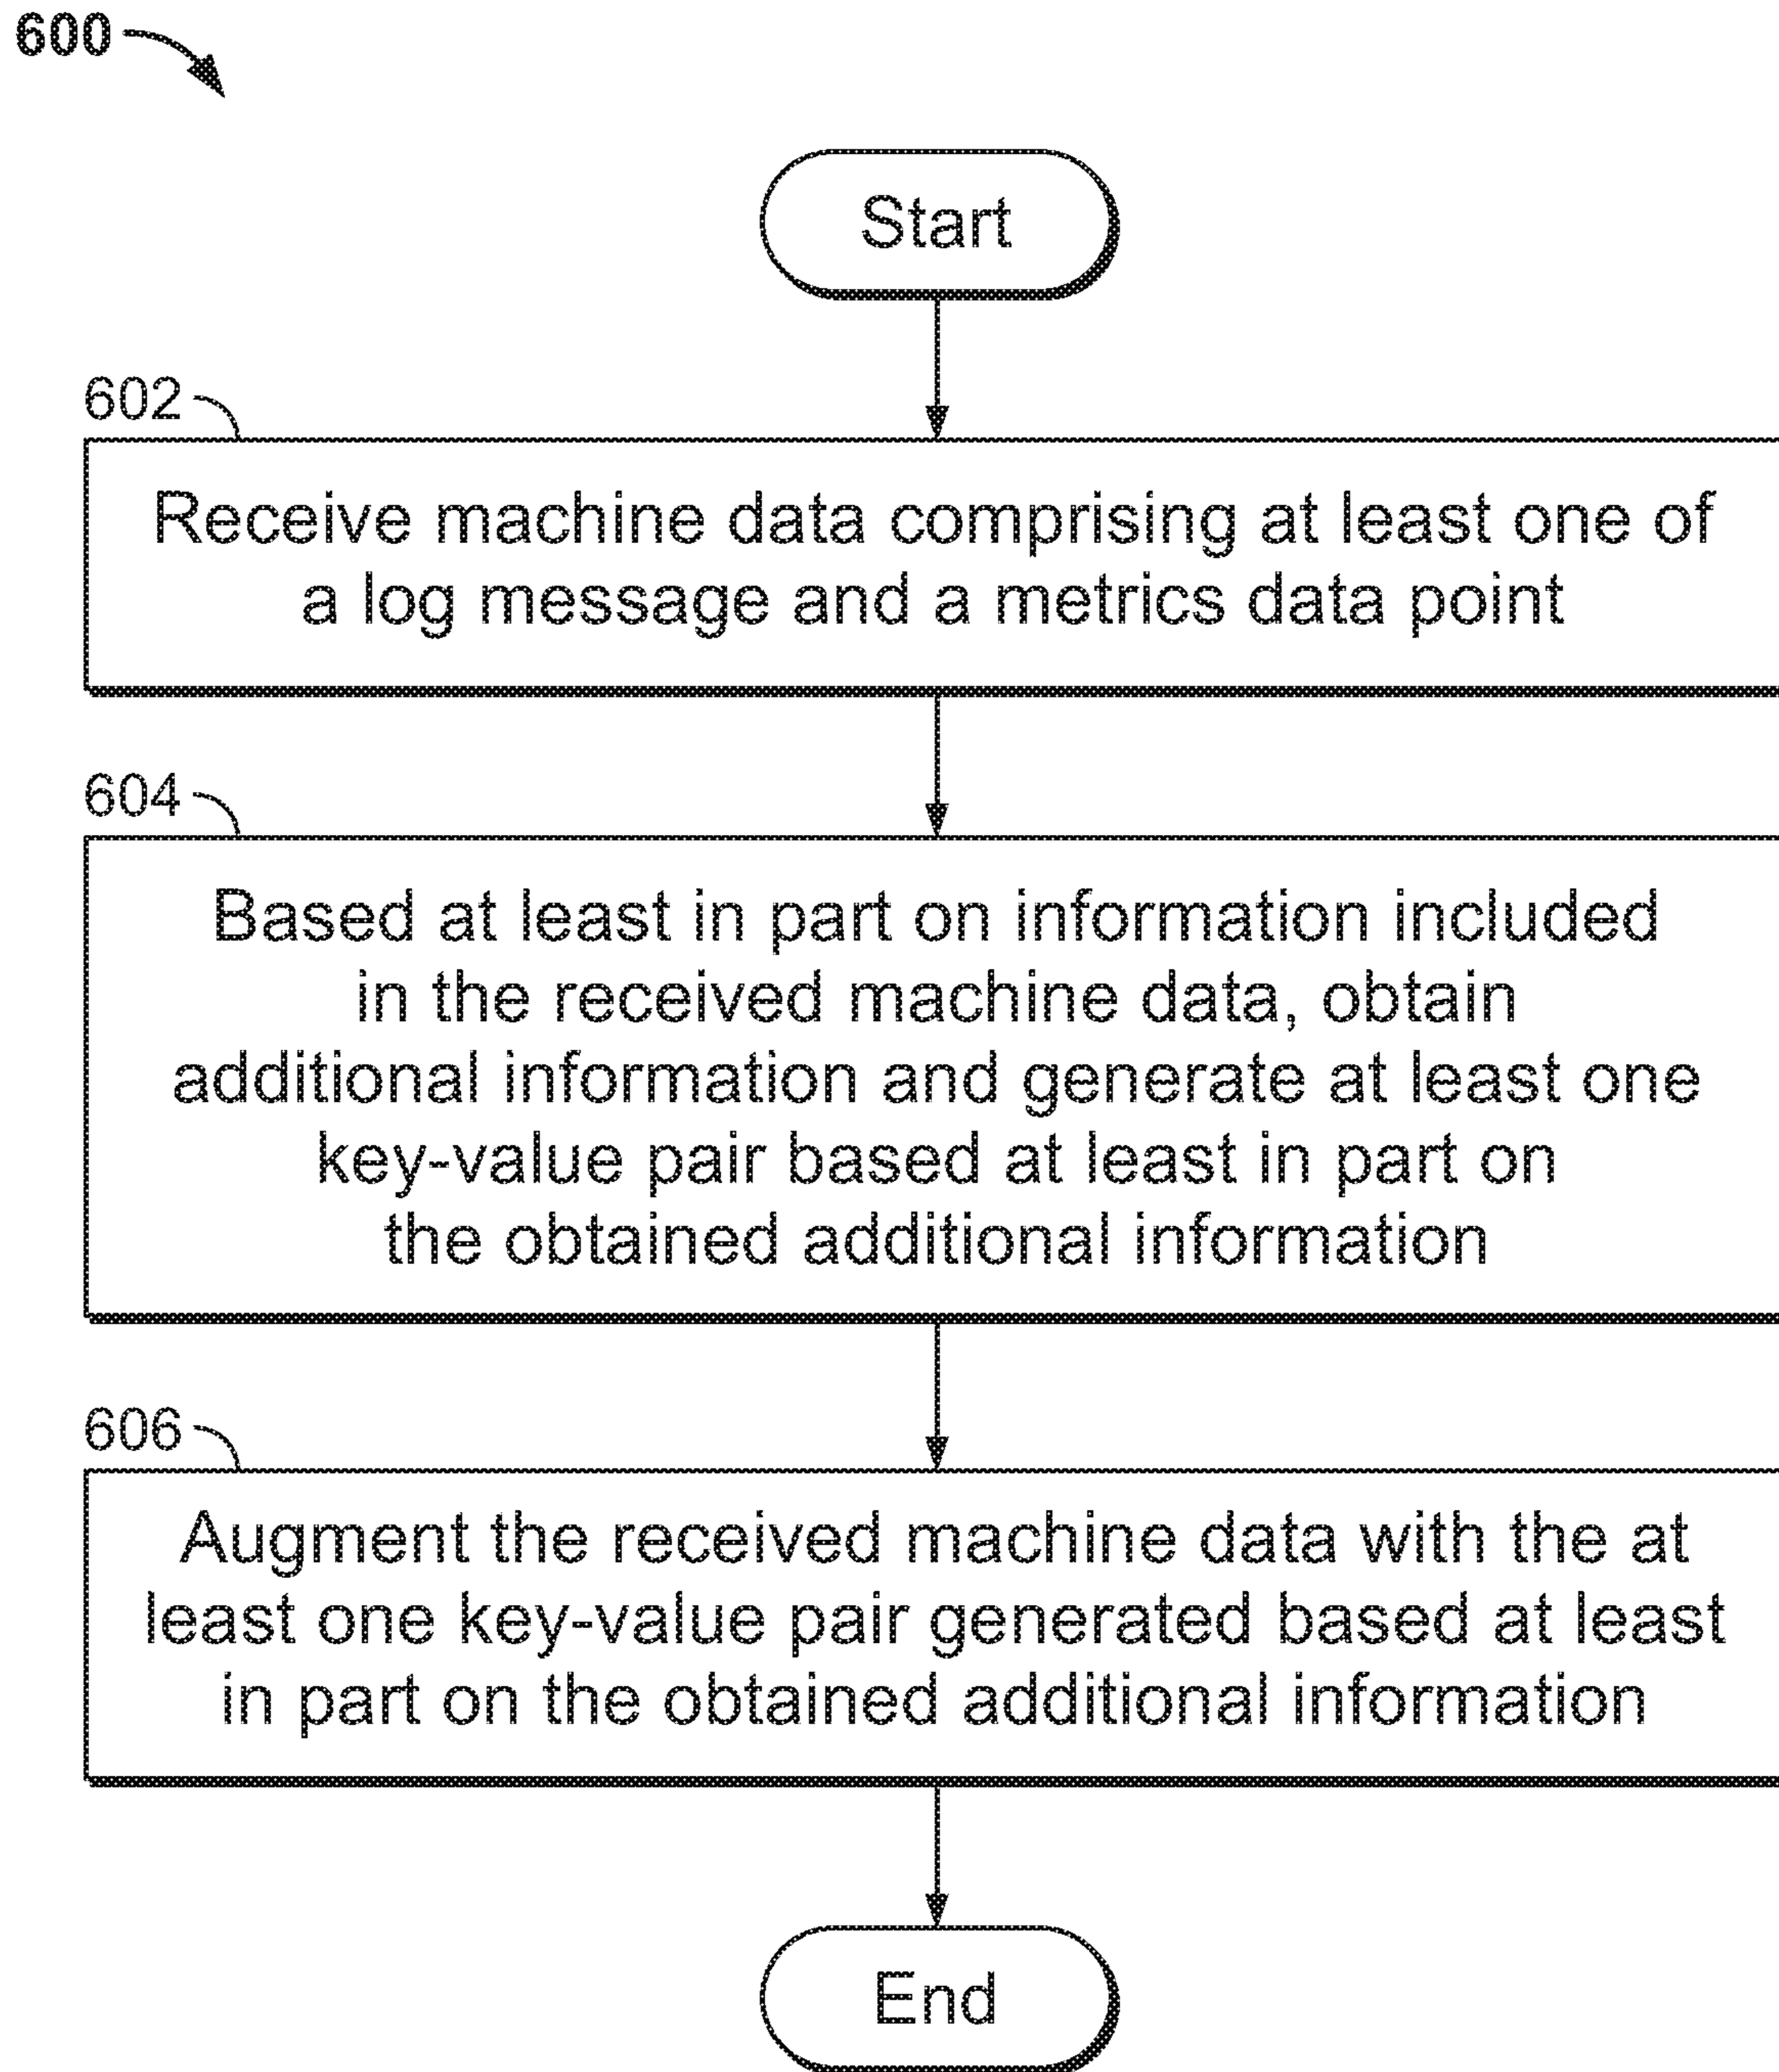 600
Start
602
Receive machine data comprising at least one of
a log message and a metrics data point
604
Based at least in part on information included
in the received machine data, obtain
additional information and generate at least one
key-value pair based at least in part on
the obtained additional information
606
Augment the received machine data with the at
least one key-value pair generated based at least
in part on the obtained additional information
End